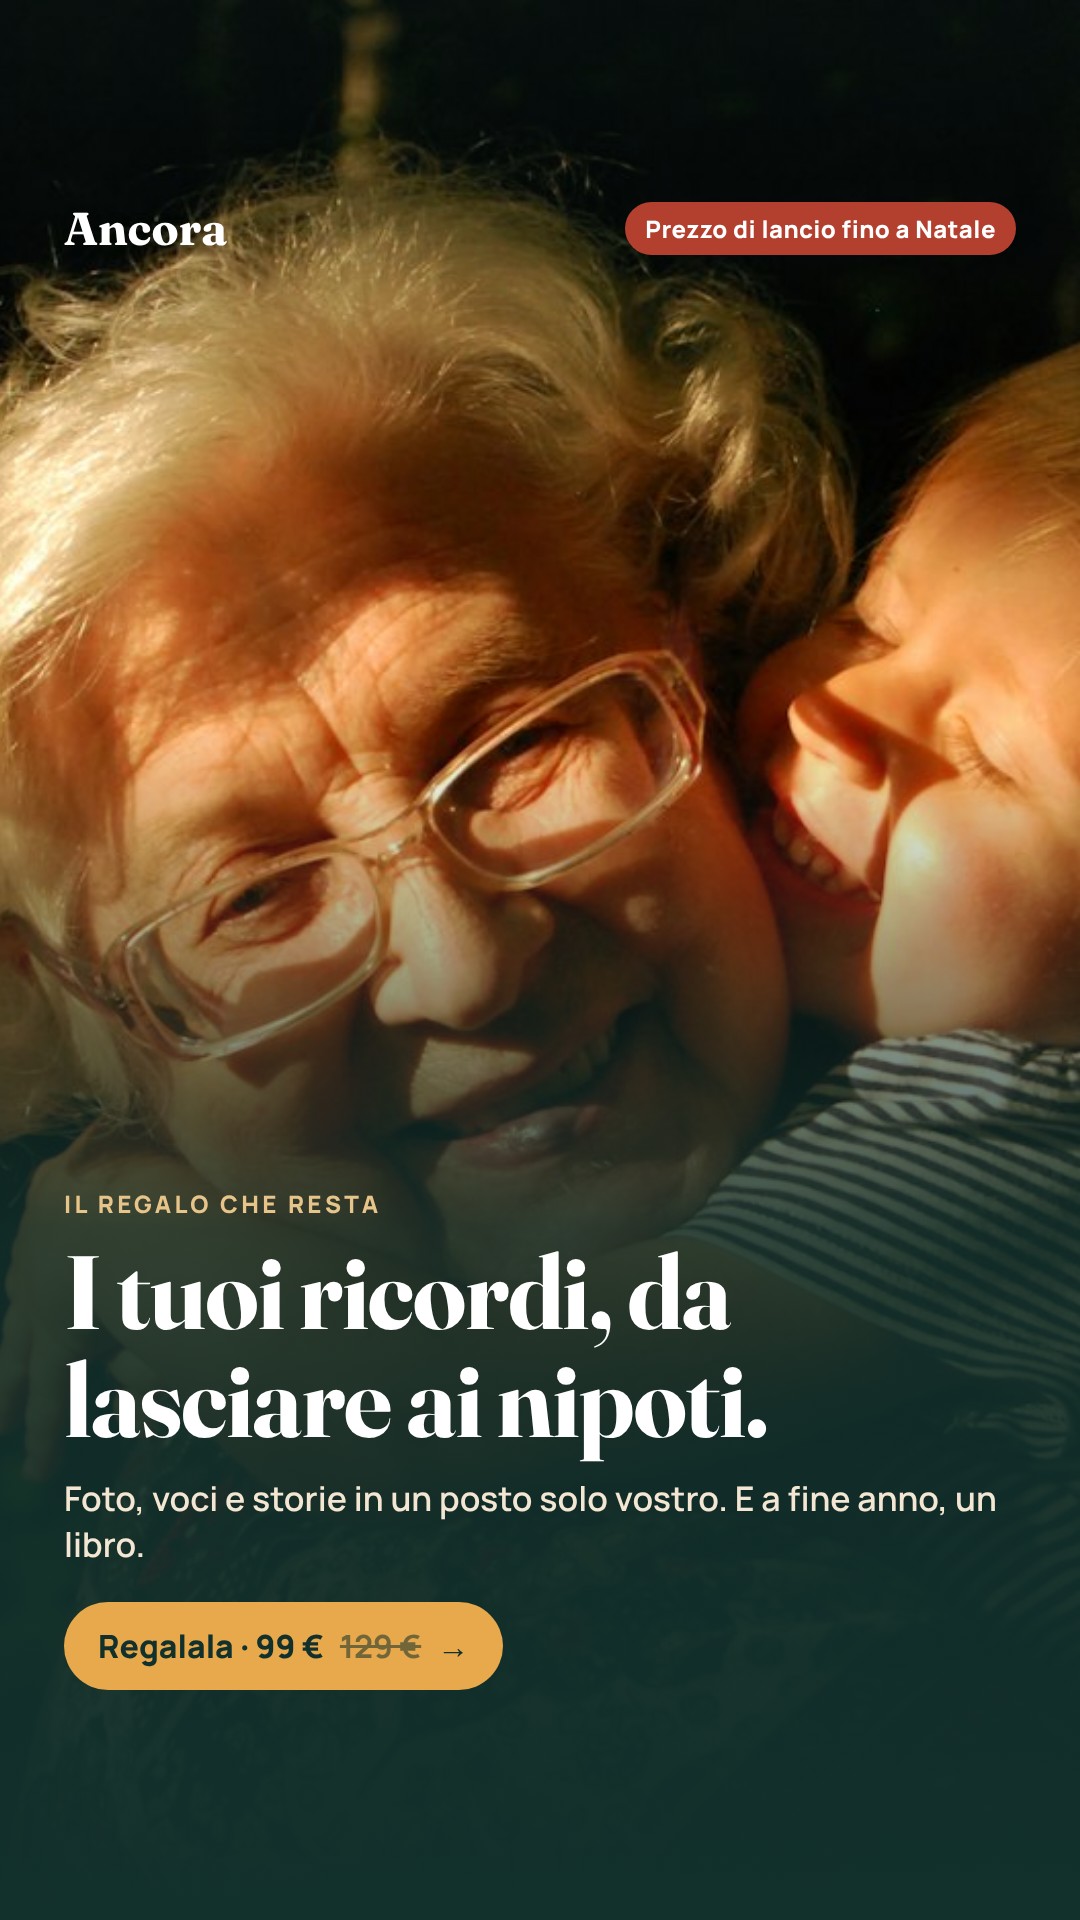 Ancora
Prezzo di lancio fino a Natale
IL REGALO CHE RESTA
I tuoi ricordi, da
lasciare ai nipoti.
Foto, voci e storie in un posto solo vostro. E a fine anno, un
libro.
Regalala · 99 € 129 € →